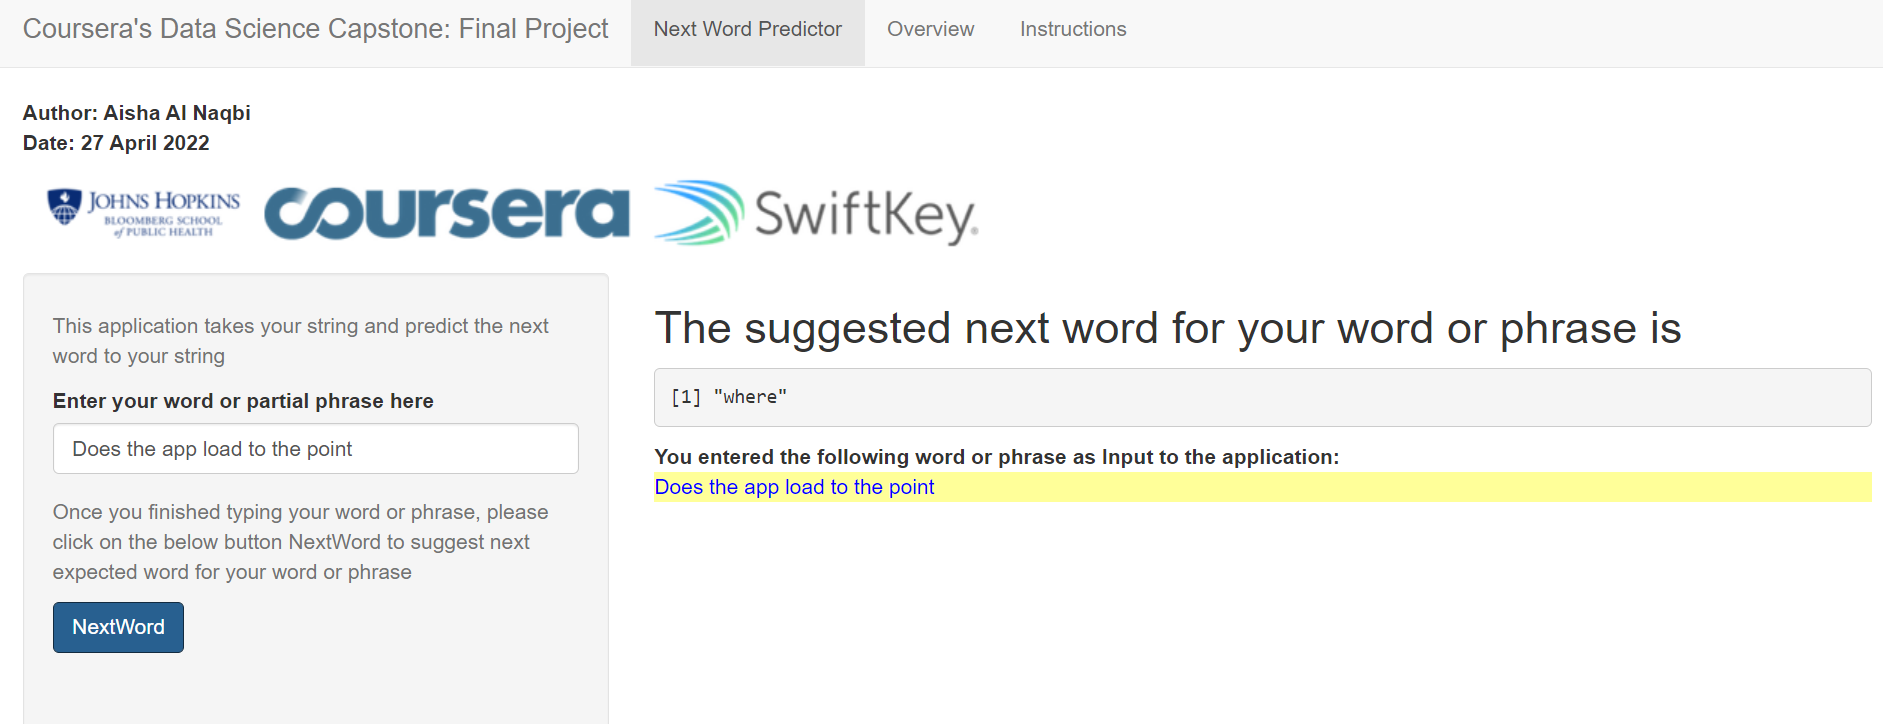 Coursera's Data Science Capstone: Final Project
Next Word Predictor
Overview
Instructions
Author: Aisha Al Naqbi
Date: 27 April 2022
JOHNS HOPKINS
BLOOMBERG SCHOOL
of PUBLIC HEALTH
coursera
SwiftKey®
This application takes your string and predict the next
word to your string
Enter your word or partial phrase here
Does the app load to the point
Once you finished typing your word or phrase, please
click on the below button NextWord to suggest next
expected word for your word or phrase
NextWord
The suggested next word for your word or phrase is
[1] "where"
You entered the following word or phrase as Input to the application:
Does the app load to the point